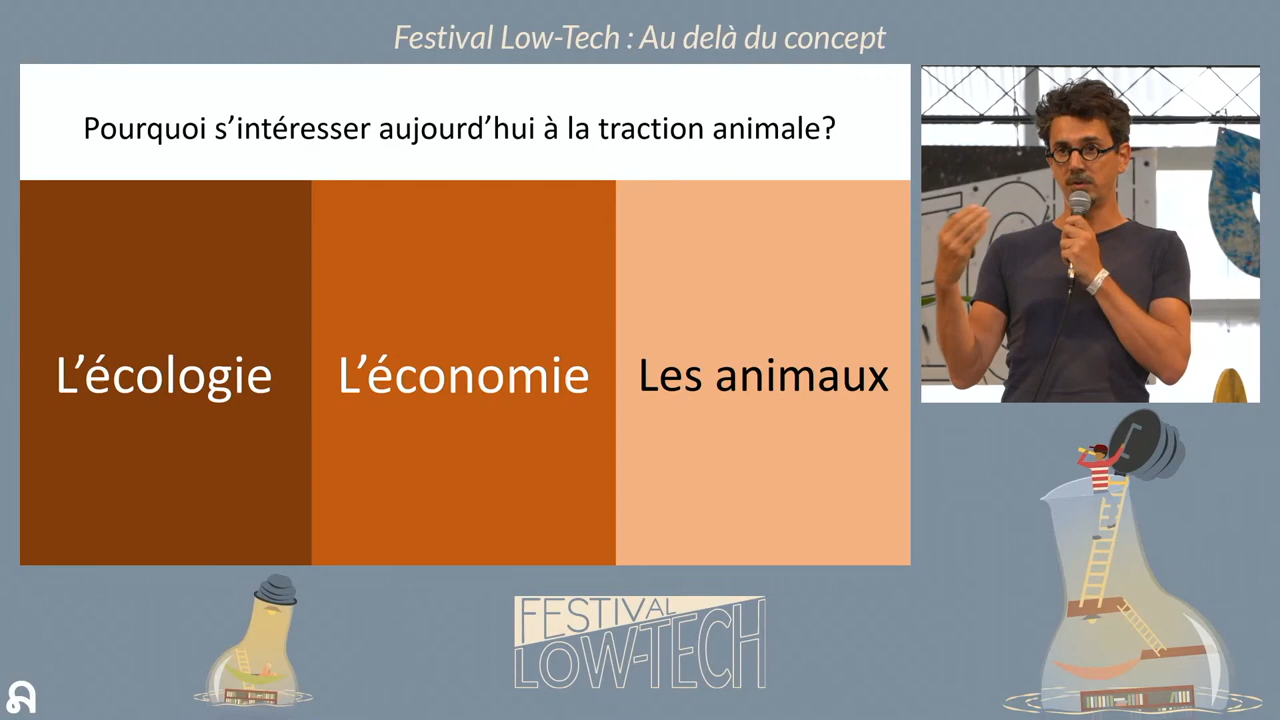 Festival Low-Tech : Au delà du concept
Pourquoi s’intéresser aujourd’hui à la traction animale?
L’écologie
L’économie
Les animaux
FESTIVAL
LOW-TECH